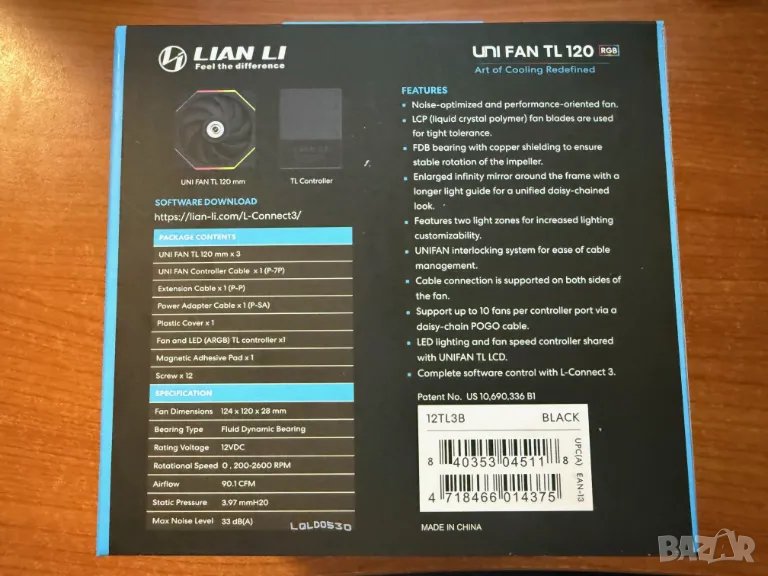 LIAN LI
Feel the difference
UNI FAN TL 120 RGB
Art of Cooling Redefined
UNI FAN TL 120 mm
TL Controller
LIAN LI
SOFTWARE DOWNLOAD
https://lian-li.com/L-Connect3/
PACKAGE CONTENTS
UNI FAN TL 120 mm x 3
UNI FAN Controller Cable x 1 (P-7P)
Extension Cable x 1 (P-P)
Power Adapter Cable x 1 (P-SA)
Plastic Cover x 1
Fan and LED (ARGB) TL controller x1
Magnetic Adhesive Pad x 1
Screw x 12
SPECIFICATION
Fan Dimensions 124 x 120 x 28 mm
Bearing Type Fluid Dynamic Bearing
Rating Voltage 12VDC
Rotational Speed 0 , 200-2600 RPM
Airflow 90.1 CFM
Static Pressure 3.97 mmH20
Max Noise Level 33 dB(A)
LQLD0530
FEATURES
• Noise-optimized and performance-oriented fan.
• LCP (liquid crystal polymer) fan blades are used
for tight tolerance.
• FDB bearing with copper shielding to ensure
stable rotation of the impeller.
• Enlarged infinity mirror around the frame with a
longer light guide for a unified daisy-chained
look.
• Features two light zones for increased lighting
customizability.
• UNIFAN interlocking system for ease of cable
management.
• Cable connection is supported on both sides of
the fan.
• Support up to 10 fans per controller port via a
daisy-chain POGO cable.
• LED lighting and fan speed controller shared
with UNIFAN TL LCD.
• Complete software control with L-Connect 3.
Patent No. US 10,690,336 B1
12TL3B BLACK
8 40353 04511 8
UPC(A)
4 718466 014375
EAN-13
MADE IN CHINA
BAZAR.bg